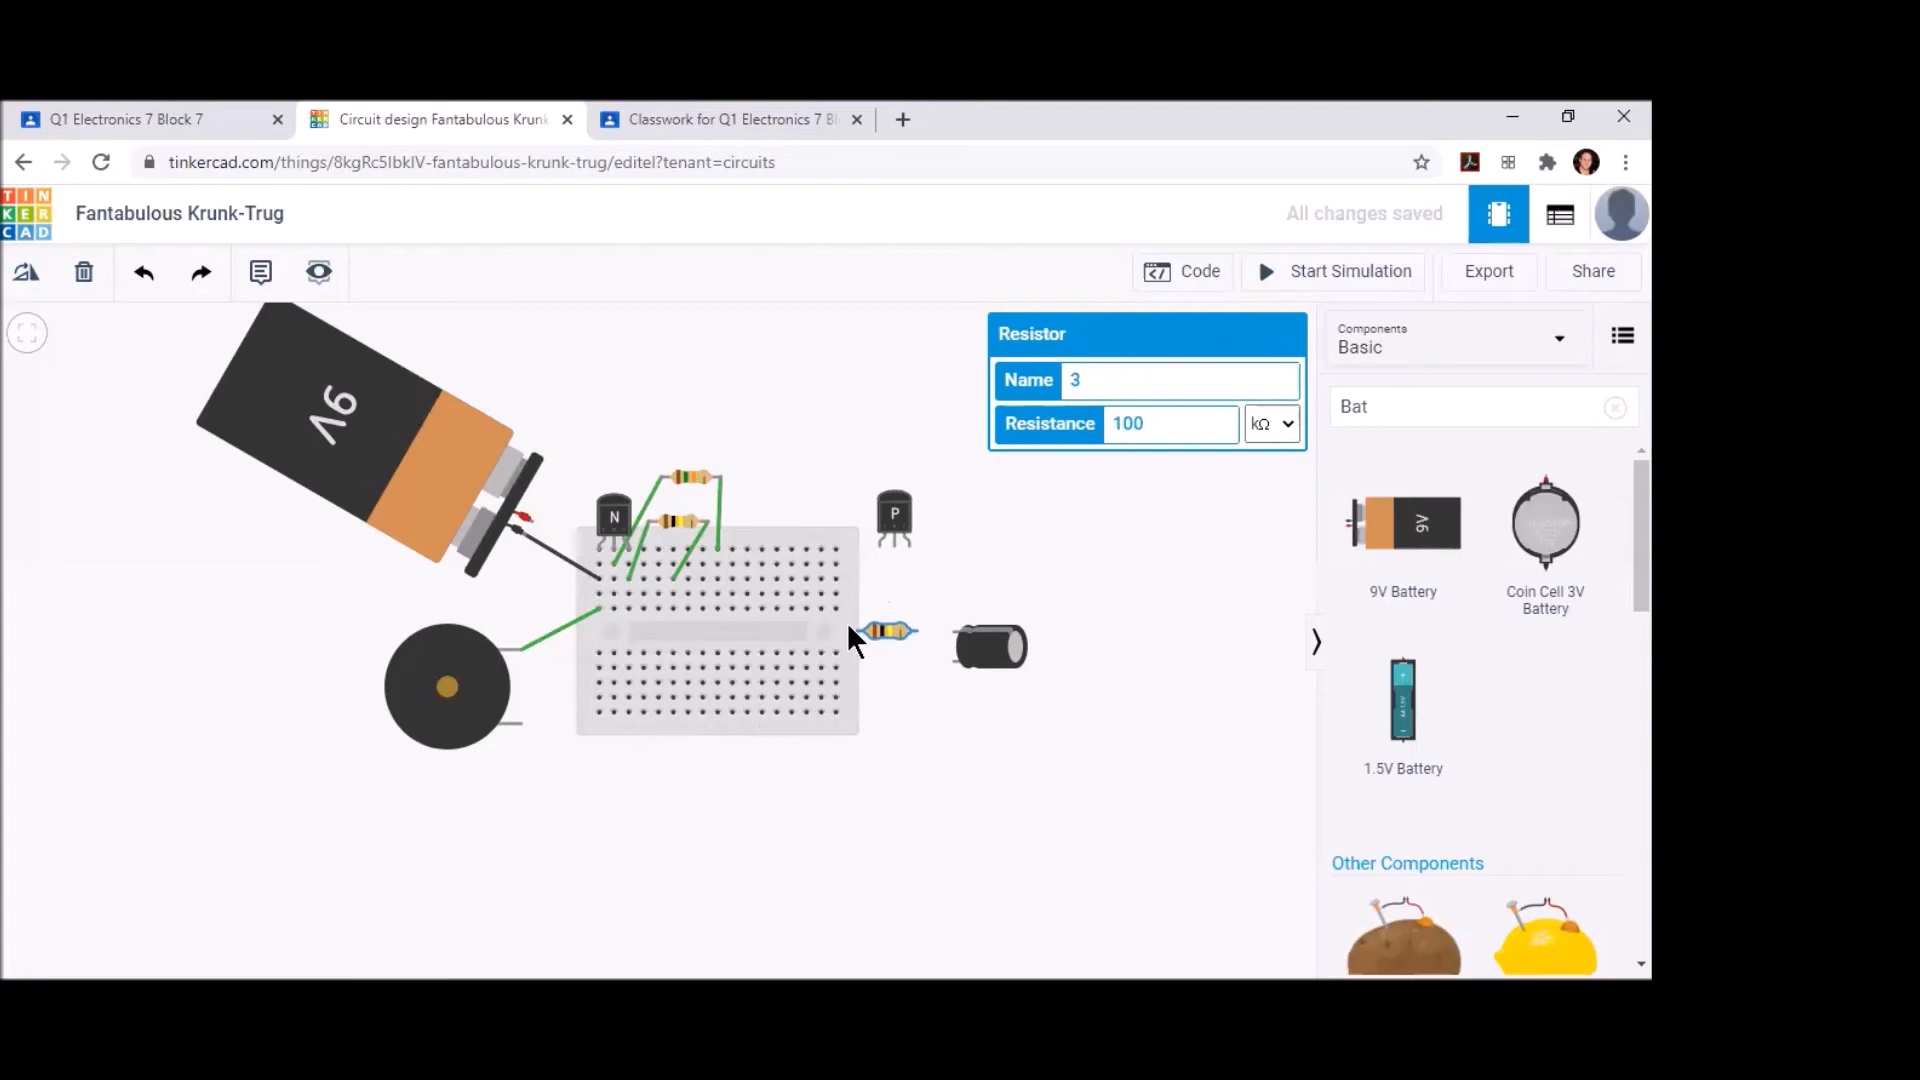 Q1 Electronics 7 Block 7
Circuit design Fantabulous Krunk
Classwork for Q1 Electronics 7 Bl
tinkercad.com/things/8kgRc5lbklV-fantabulous-krunk-trug/editel?tenant=circuits
TIN
KER
CAD
Fantabulous Krunk-Trug
All changes saved
Code
Start Simulation
Export
Share
Resistor
Name 3
Resistance 100 kΩ
Components
Basic
Bat
9V
N
P
9V
9V Battery
Coin Cell 3V
Battery
1.5V Battery
Other Components